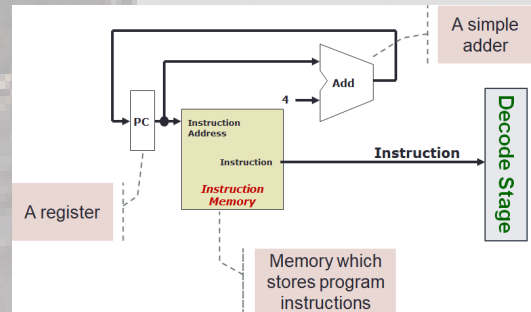 A simple
adder
Add
4
PC
Instruction
Address
Instruction
Instruction
Memory
Instruction
Decode Stage
A register
Memory which
stores program
instructions